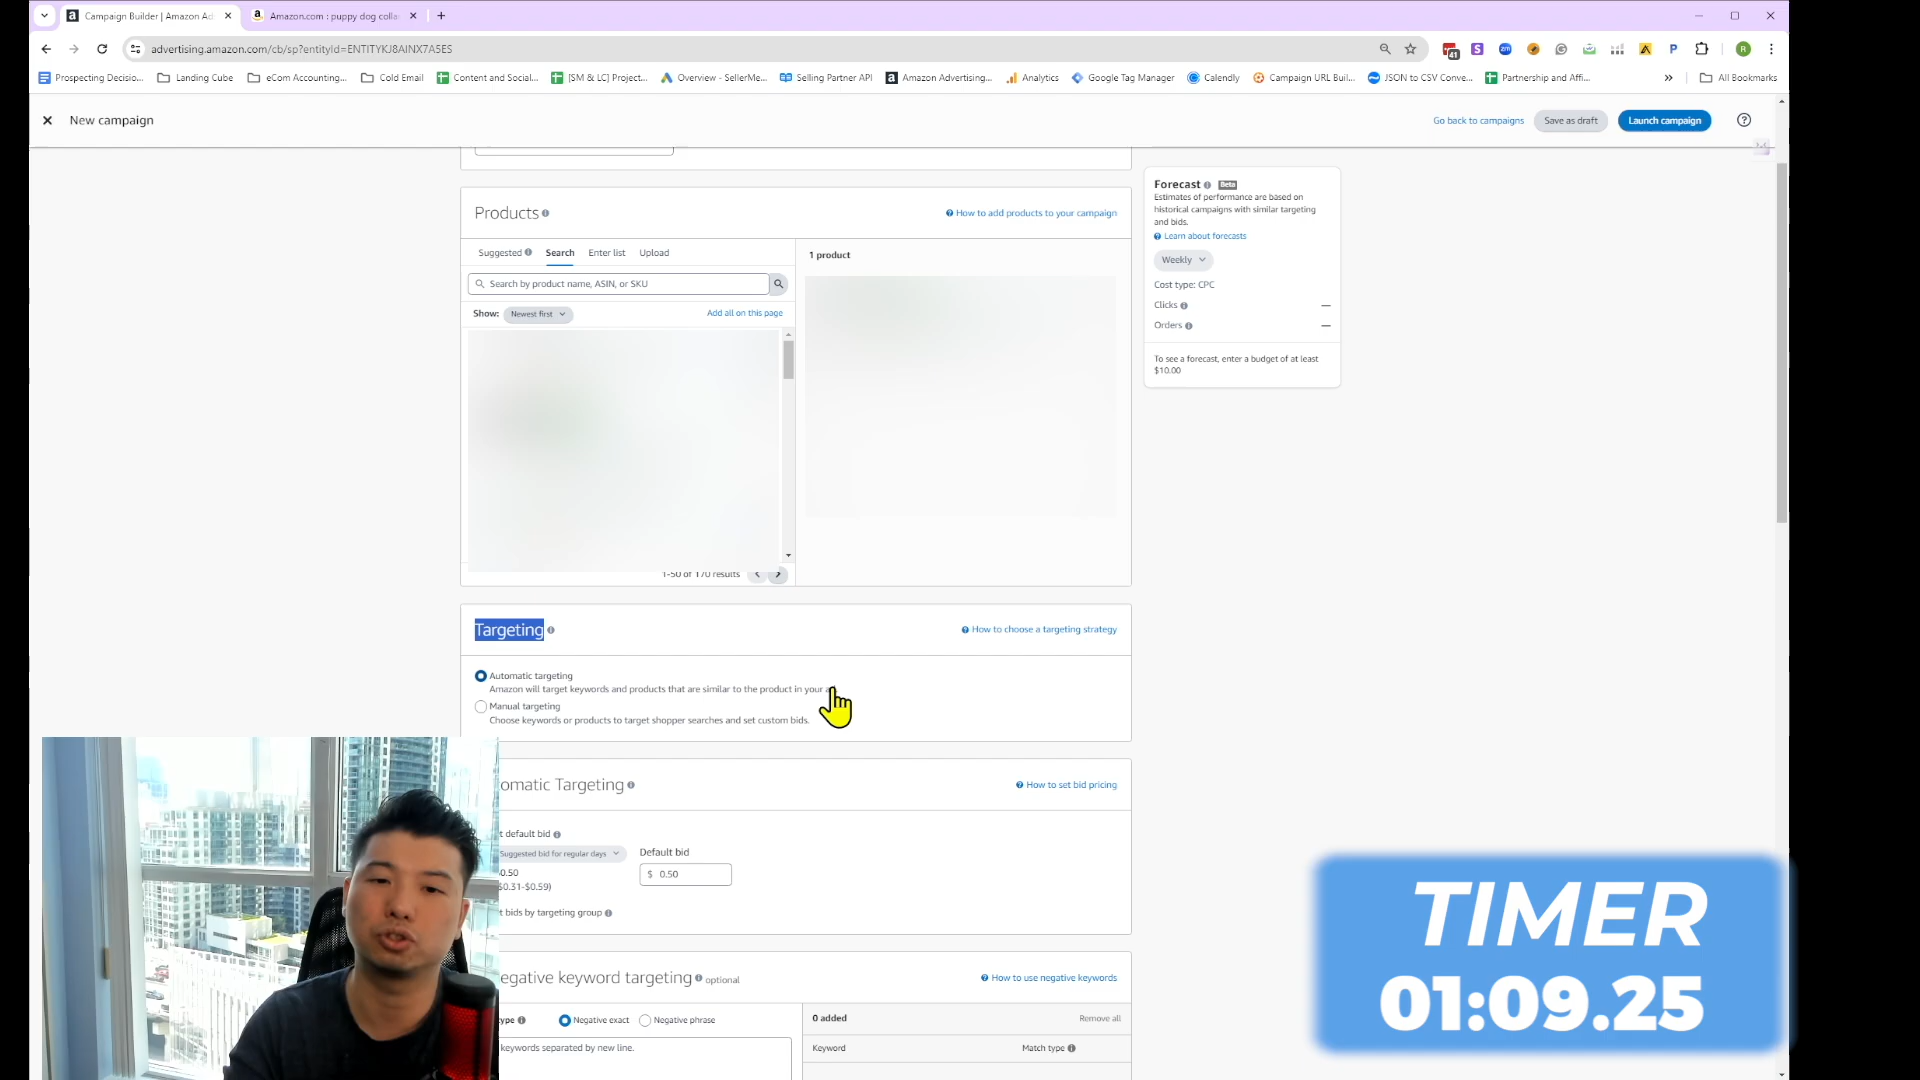 Campaign Builder | Amazon Ad
Amazon.com : puppy dog colla
advertising.amazon.com/cb/sp?entityId=ENTITYKJ8AINX7A5ES
41
Prospecting Decisio...
Landing Cube
eCom Accounting...
Cold Email
Content and Social...
[SM & LC] Project...
Overview - SellerMe...
Selling Partner API
Amazon Advertising...
Analytics
Google Tag Manager
Calendly
Campaign URL Buil...
JSON to CSV Conve...
Partnership and Affi...
All Bookmarks
New campaign
Go back to campaigns
Save as draft
Launch campaign
Products
How to add products to your campaign
Suggested
Search
Enter list
Upload
1 product
Search by product name, ASIN, or SKU
Show:
Newest first
Add all on this page
1-50 of 170 results
Forecast
Beta
Estimates of performance are based on
historical campaigns with similar targeting
and bids.
Learn about forecasts
Weekly
Cost type: CPC
Clicks —
Orders —
To see a forecast, enter a budget of at least
$10.00
Targeting
How to choose a targeting strategy
Automatic targeting
Amazon will target keywords and products that are similar to the product in your
Manual targeting
Choose keywords or products to target shopper searches and set custom bids.
omatic Targeting
How to set bid pricing
t default bid
Suggested bid for regular days
Default bid
0.50
$ 0.50
$0.31-$0.59)
t bids by targeting group
egative keyword targeting optional
How to use negative keywords
ype
Negative exact
Negative phrase
0 added
Remove all
keywords separated by new line.
Keyword
Match type
TIMER
01:09.25